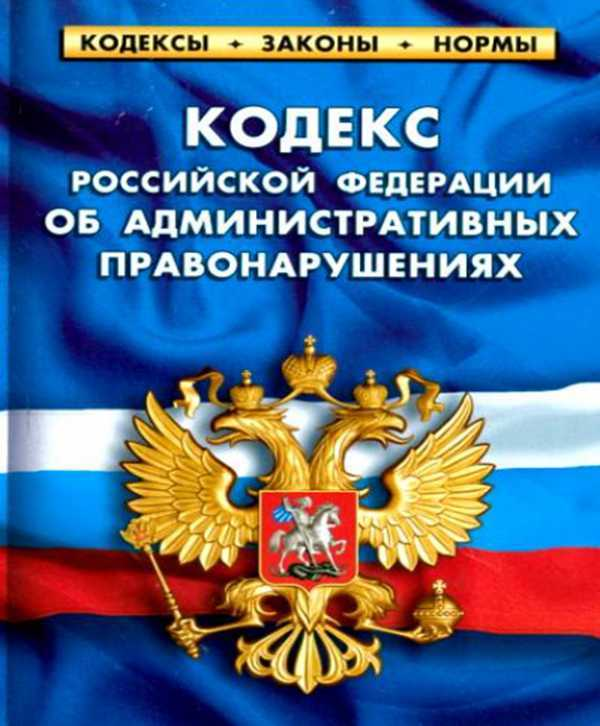 КОДЕКСЫ + ЗАКОНЫ + НОРМЫ
КОДЕКС
РОССИЙСКОЙ ФЕДЕРАЦИИ
ОБ АДМИНИСТРАТИВНЫХ
ПРАВОНАРУШЕНИЯХ